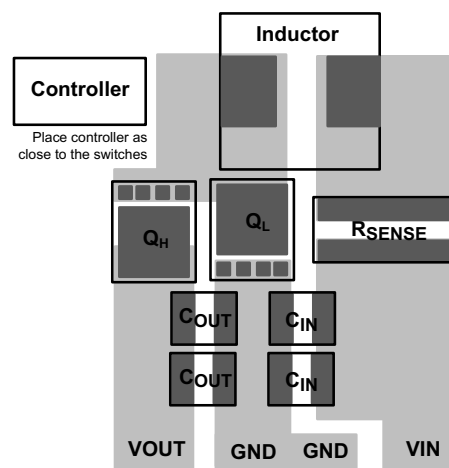 Inductor
Controller
Place controller as
close to the switches
QH
QL
RSENSE
COUT
CIN
COUT
CIN
VOUT
GND
GND
VIN